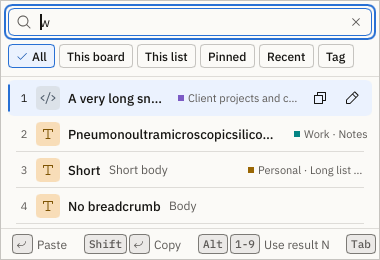 w
All This board This list Pinned Recent Tag
1 </> A very long sn... Client projects and c...
2 T Pneumonoultramicroscopicsilico... Work · Notes
3 T Short Short body Personal · Long list ...
4 T No breadcrumb Body
Paste Shift Copy Alt 1-9 Use result N Tab